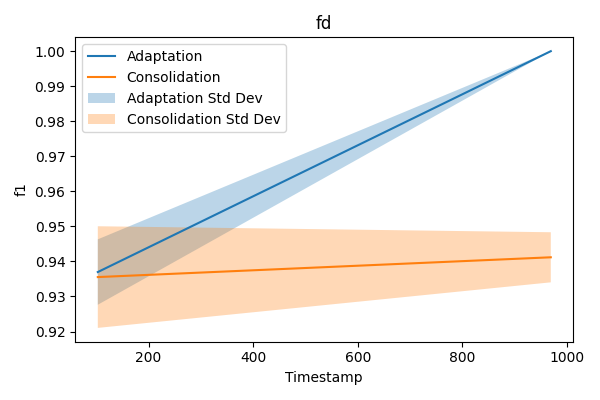 fd
1.00
0.99
0.98
0.97
0.96
0.95
0.94
0.93
0.92
f1
Adaptation
Consolidation
Adaptation Std Dev
Consolidation Std Dev
200 400 600 800 1000
Timestamp